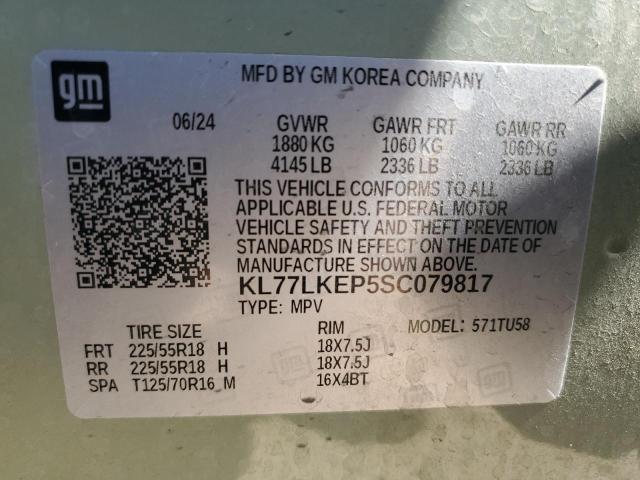 gm
MFD BY GM KOREA COMPANY
06/24 GVWR GAWR FRT GAWR RR
1880 KG 1060 KG 1060 KG
4145 LB 2336 LB 2336 LB
THIS VEHICLE CONFORMS TO ALL
APPLICABLE U.S. FEDERAL MOTOR
VEHICLE SAFETY AND THEFT PREVENTION
STANDARDS IN EFFECT ON THE DATE OF
MANUFACTURE SHOWN ABOVE.
KL77LKEP5SC079817
TYPE: MPV
TIRE SIZE RIM MODEL: 571TU58
FRT 225/55R18 H 18X7.5J
RR 225/55R18 H 18X7.5J
SPA T125/70R16 M 16X4BT